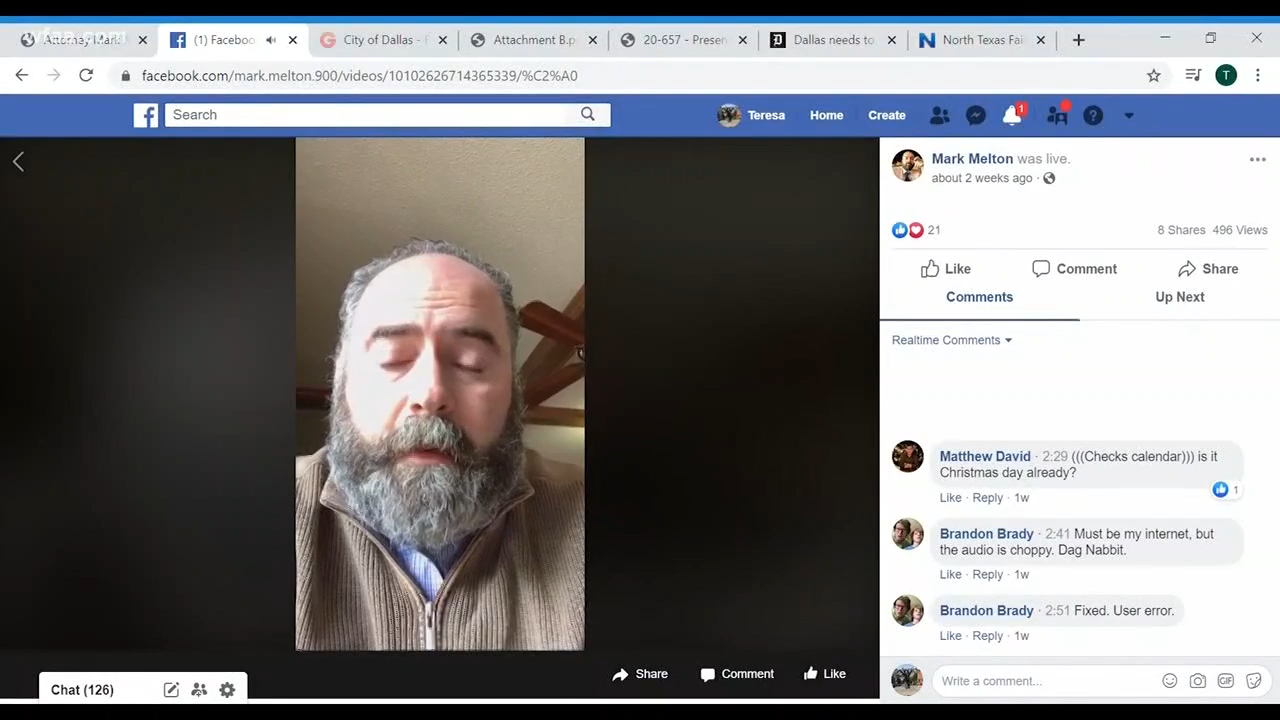 wfaa.com
Attorney Mark
(1) Faceboo
City of Dallas - F
Attachment B.p
20-657 - Presen
Dallas needs to
North Texas Fai
facebook.com/mark.melton.900/videos/10102626714365339/%C2%A0
T
Search
Teresa
Home
Create
1
Mark Melton was live.
about 2 weeks ago
21
8 Shares 496 Views
Like
Comment
Share
Comments
Up Next
Realtime Comments
Matthew David · 2:29 (((Checks calendar))) is it
Christmas day already?
1
Like · Reply · 1w
Brandon Brady · 2:41 Must be my internet, but
the audio is choppy. Dag Nabbit.
Like · Reply · 1w
Brandon Brady · 2:51 Fixed. User error.
Like · Reply · 1w
Share
Comment
Like
Write a comment...
GIF
Chat (126)